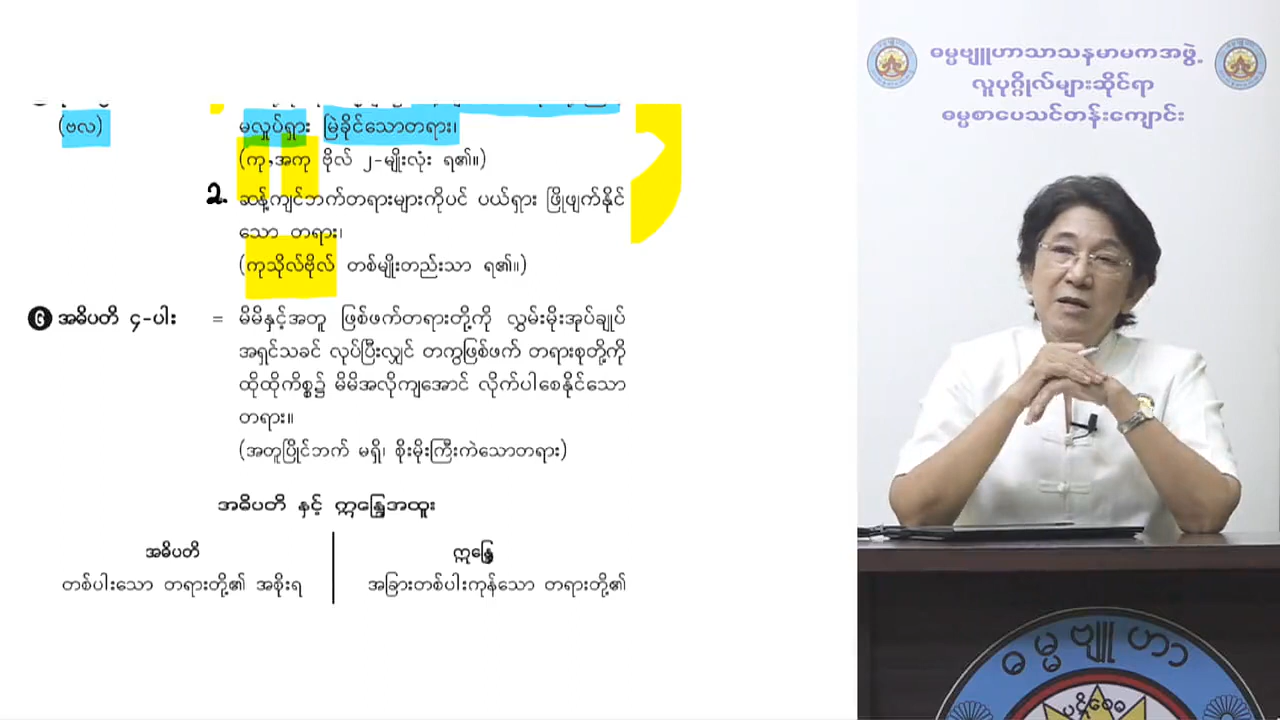 (ဗလ)
မလှုပ်ရှား မြဲခိုင်သောတရား၊
(ကု,အကု ဗိုလ် ၂-မျိုးလုံး ရ၏။)
၃. ဆန့်ကျင်ဘက်တရားများကိုပင် ပယ်ရှား ဖြိုဖျက်နိုင်
သော တရား၊
(ကုသိုလ်ဗိုလ် တစ်မျိုးတည်းသာ ရ၏။)
၆ အဓိပတိ ၄-ပါး = မိမိနှင့်အတူ ဖြစ်ဖက်တရားတို့ကို လွှမ်းမိုးအုပ်ချုပ်
အရှင်သခင် လုပ်ပြီးလျှင် တကွဖြစ်ဖက် တရားစုတို့ကို
ထိုထိုကိစ္စ၌ မိမိအလိုကျအောင် လိုက်ပါစေနိုင်သော
တရား။
(အတူပြိုင်ဘက် မရှိ၊ စိုးမိုးကြီးကဲသောတရား)
အဓိပတိ နှင့် ဣန္ဒြေအထူး
အဓိပတိ
ဣန္ဒြေ
တစ်ပါးသော တရားတို့၏ အစိုးရ
အခြားတစ်ပါးကုန်သော တရားတို့၏
ဓမ္မဗျူဟာသာသနမာမကအဖွဲ့
လူပုဂ္ဂိုလ်များဆိုင်ရာ
ဓမ္မစာပေသင်တန်းကျောင်း
ဓမ္မဗျူဟာ
ပဋိဝေဓ